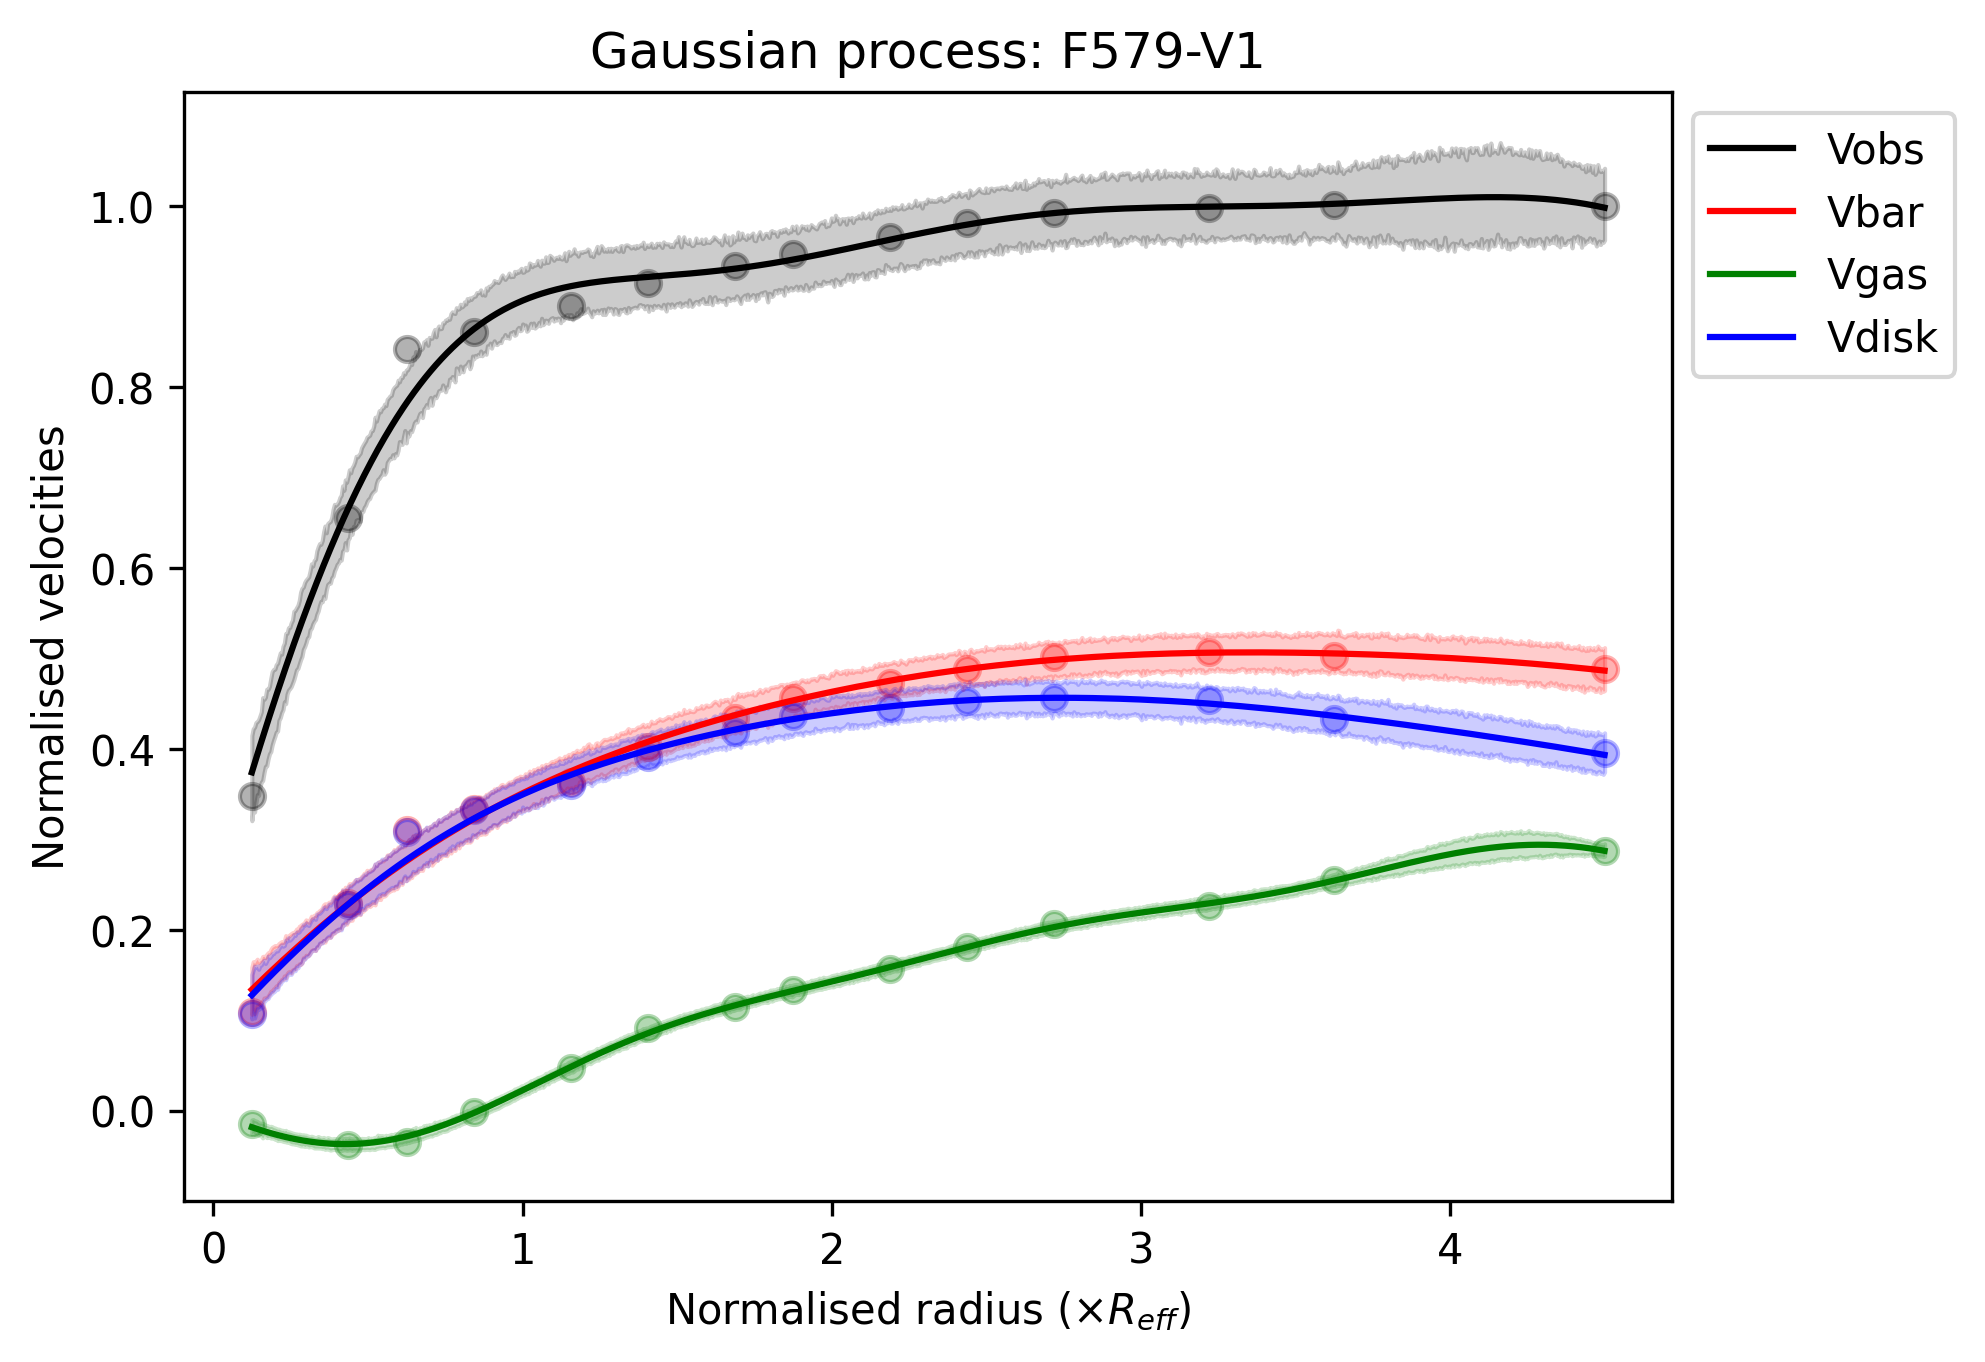 Gaussian process: F579-V1
Vobs
Vbar
Vgas
Vdisk
Normalised velocities
1.0
0.8
0.6
0.4
0.2
0.0
0 1 2 3 4
Normalised radius (×R_eff)